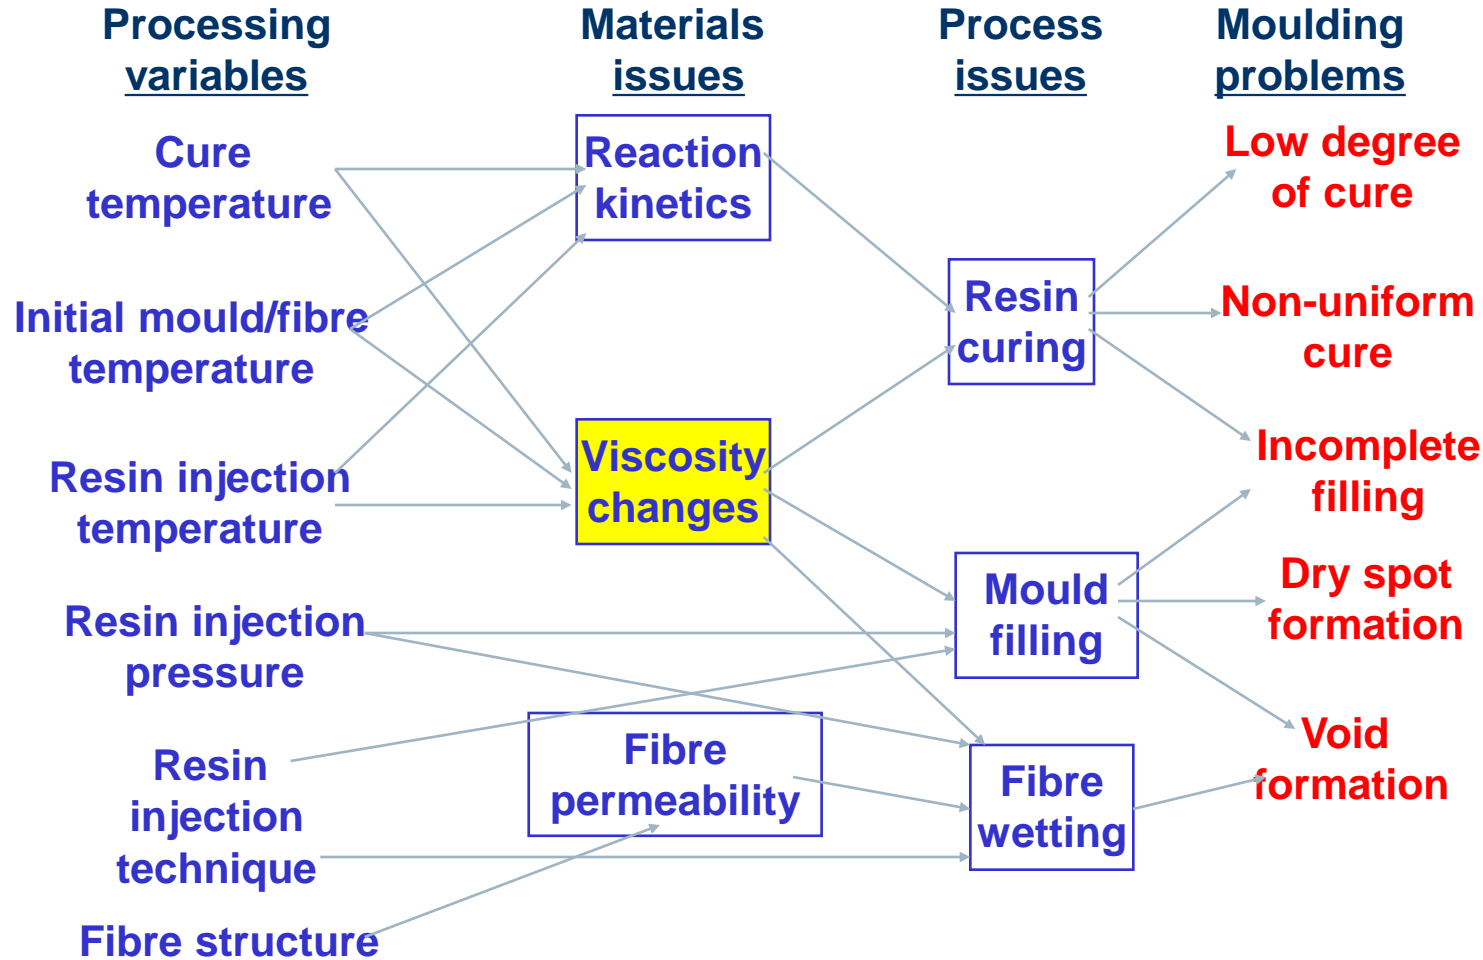 Processing
variables
Materials
issues
Process
issues
Moulding
problems
Cure
temperature
Initial mould/fibre
temperature
Resin injection
temperature
Resin injection
pressure
Resin
injection
technique
Fibre structure
Reaction
kinetics
Viscosity
changes
Fibre
permeability
Resin
curing
Mould
filling
Fibre
wetting
Low degree
of cure
Non-uniform
cure
Incomplete
filling
Dry spot
formation
Void
formation